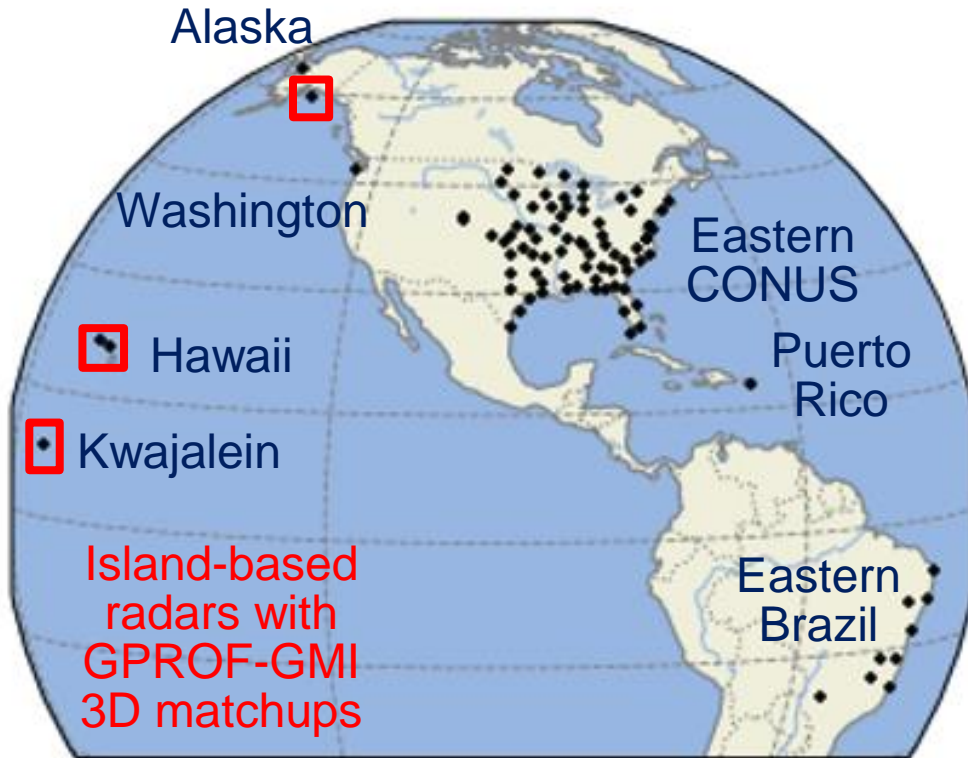 Alaska
Washington
Eastern
CONUS
Hawaii
Puerto
Rico
Kwajalein
Island-based
radars with
GPROF-GMI
3D matchups
Eastern
Brazil